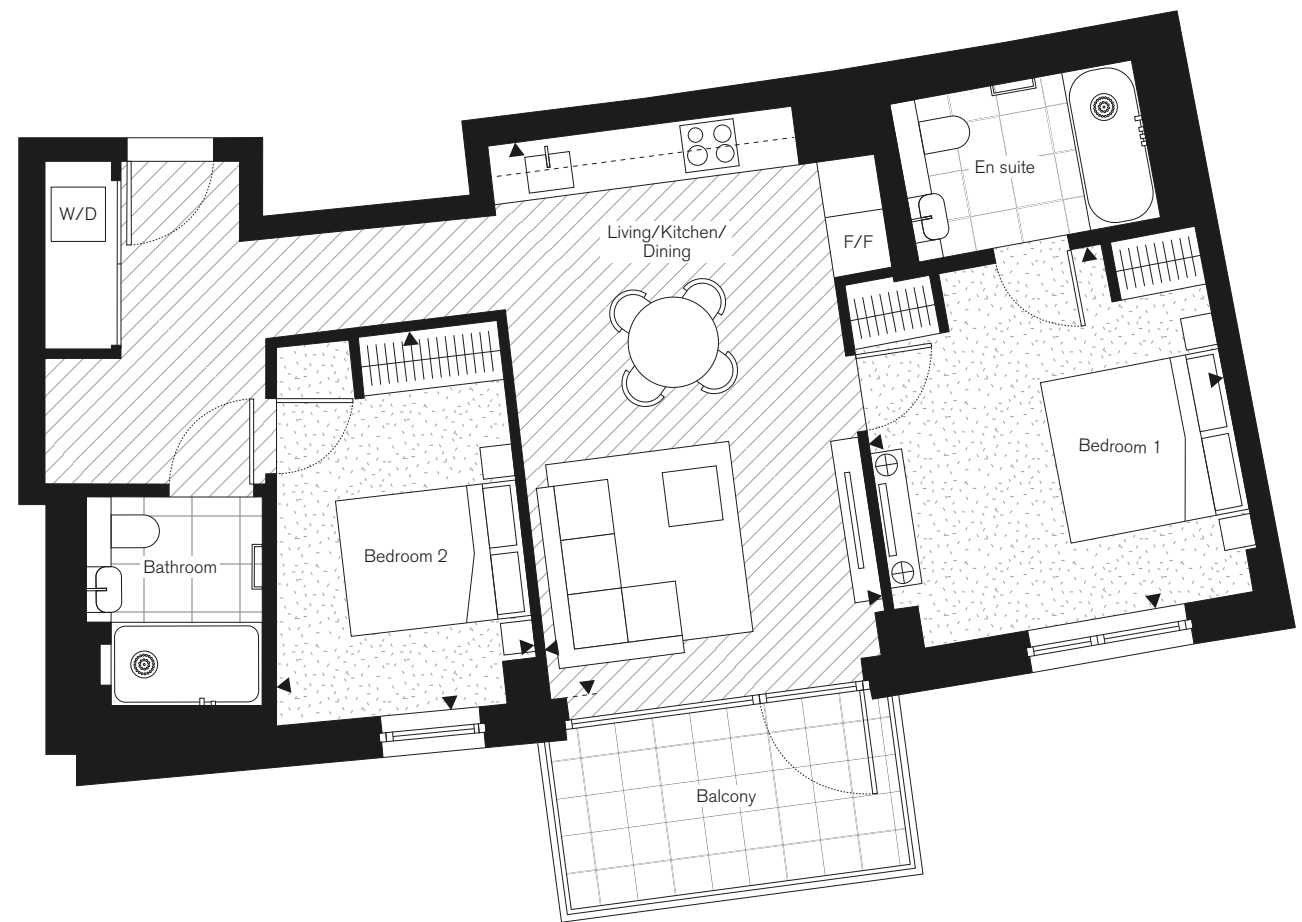 W/D
Living/Kitchen/
Dining
F/F
En suite
Bedroom 1
Bedroom 2
Bathroom
Balcony